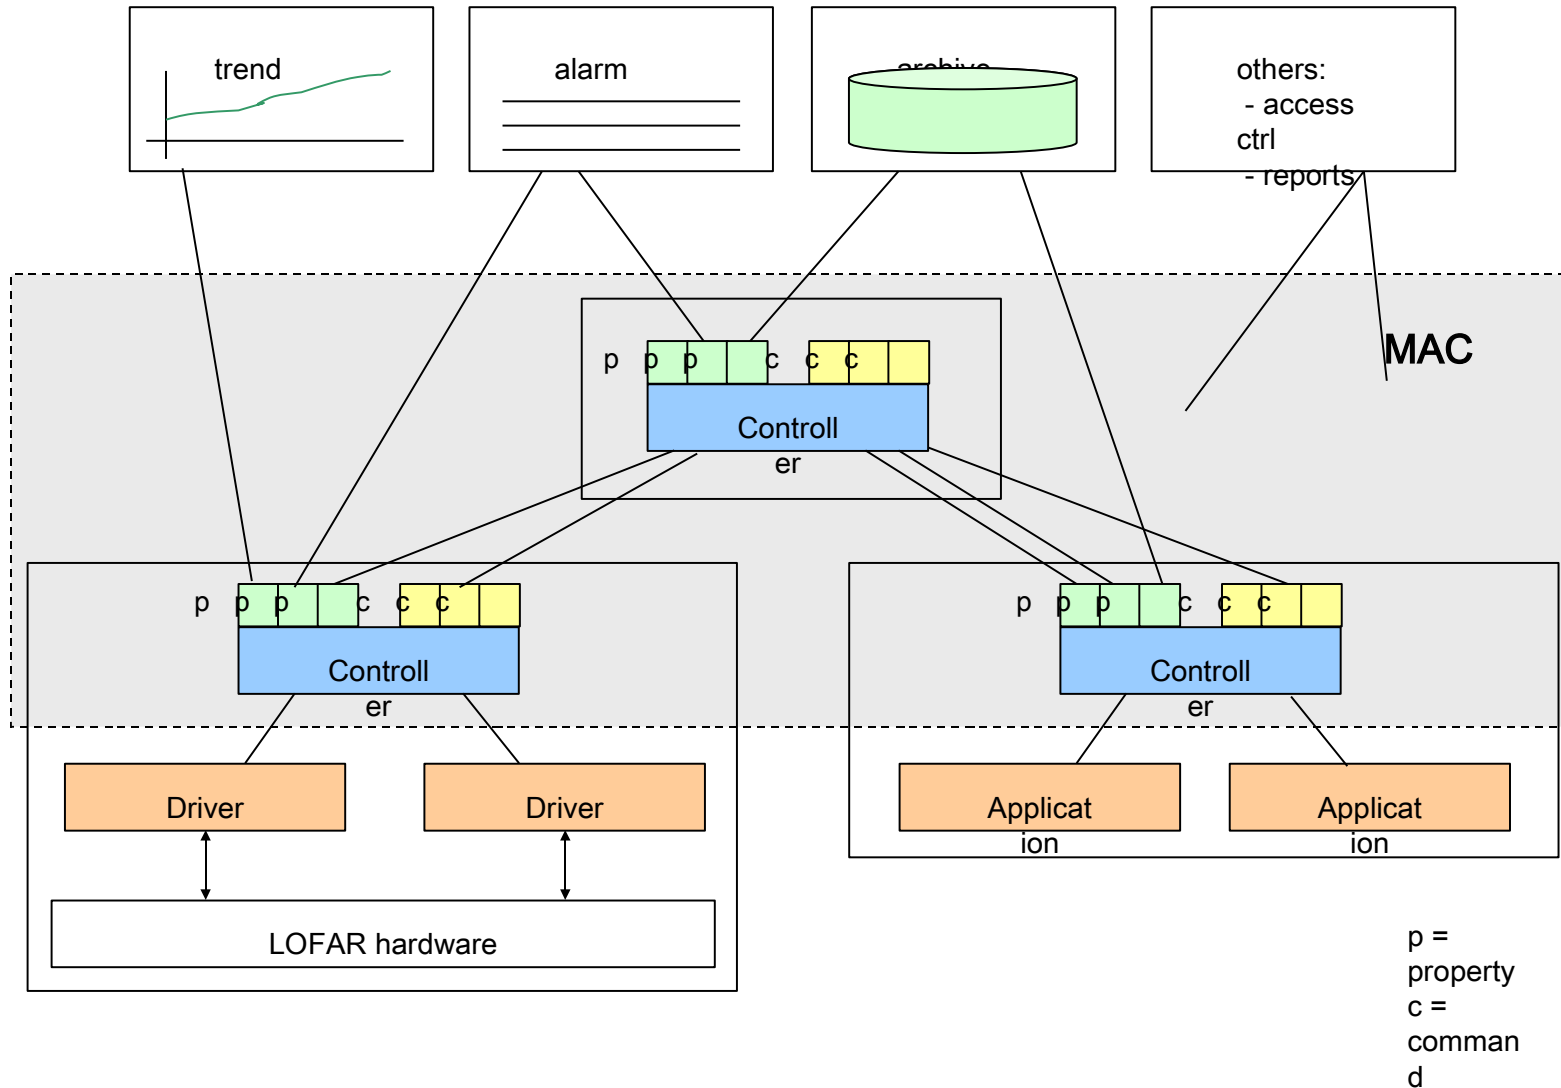 trend
alarm
archive
others:
- access
ctrl
- reports
MAC
p p p c c c
Controll
er
p p p c c c
Controll
er
p p p c c c
Controll
er
Driver
Driver
Applicat
ion
Applicat
ion
LOFAR hardware
p =
property
c =
comman
d